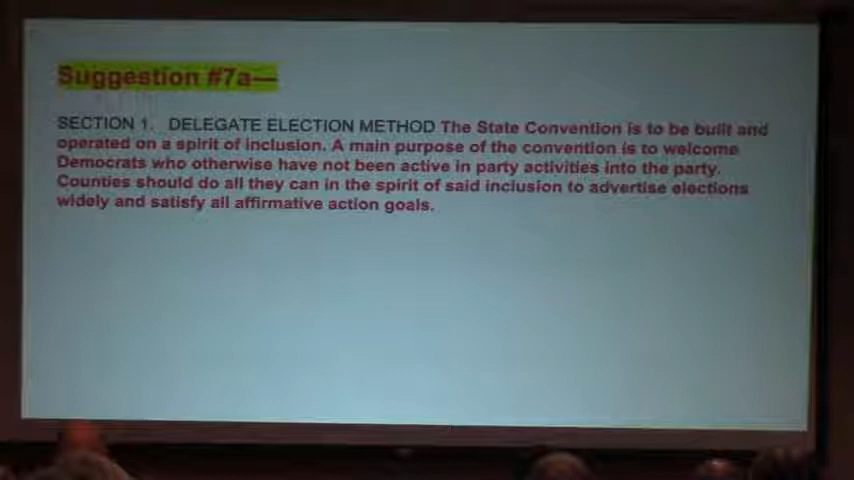 Suggestion #7a—
SECTION 1. DELEGATE ELECTION METHOD The State Convention is to be built and
operated on a spirit of inclusion. A main purpose of the convention is to welcome
Democrats who otherwise have not been active in party activities into the party.
Counties should do all they can in the spirit of said inclusion to advertise elections
widely and satisfy all affirmative action goals.